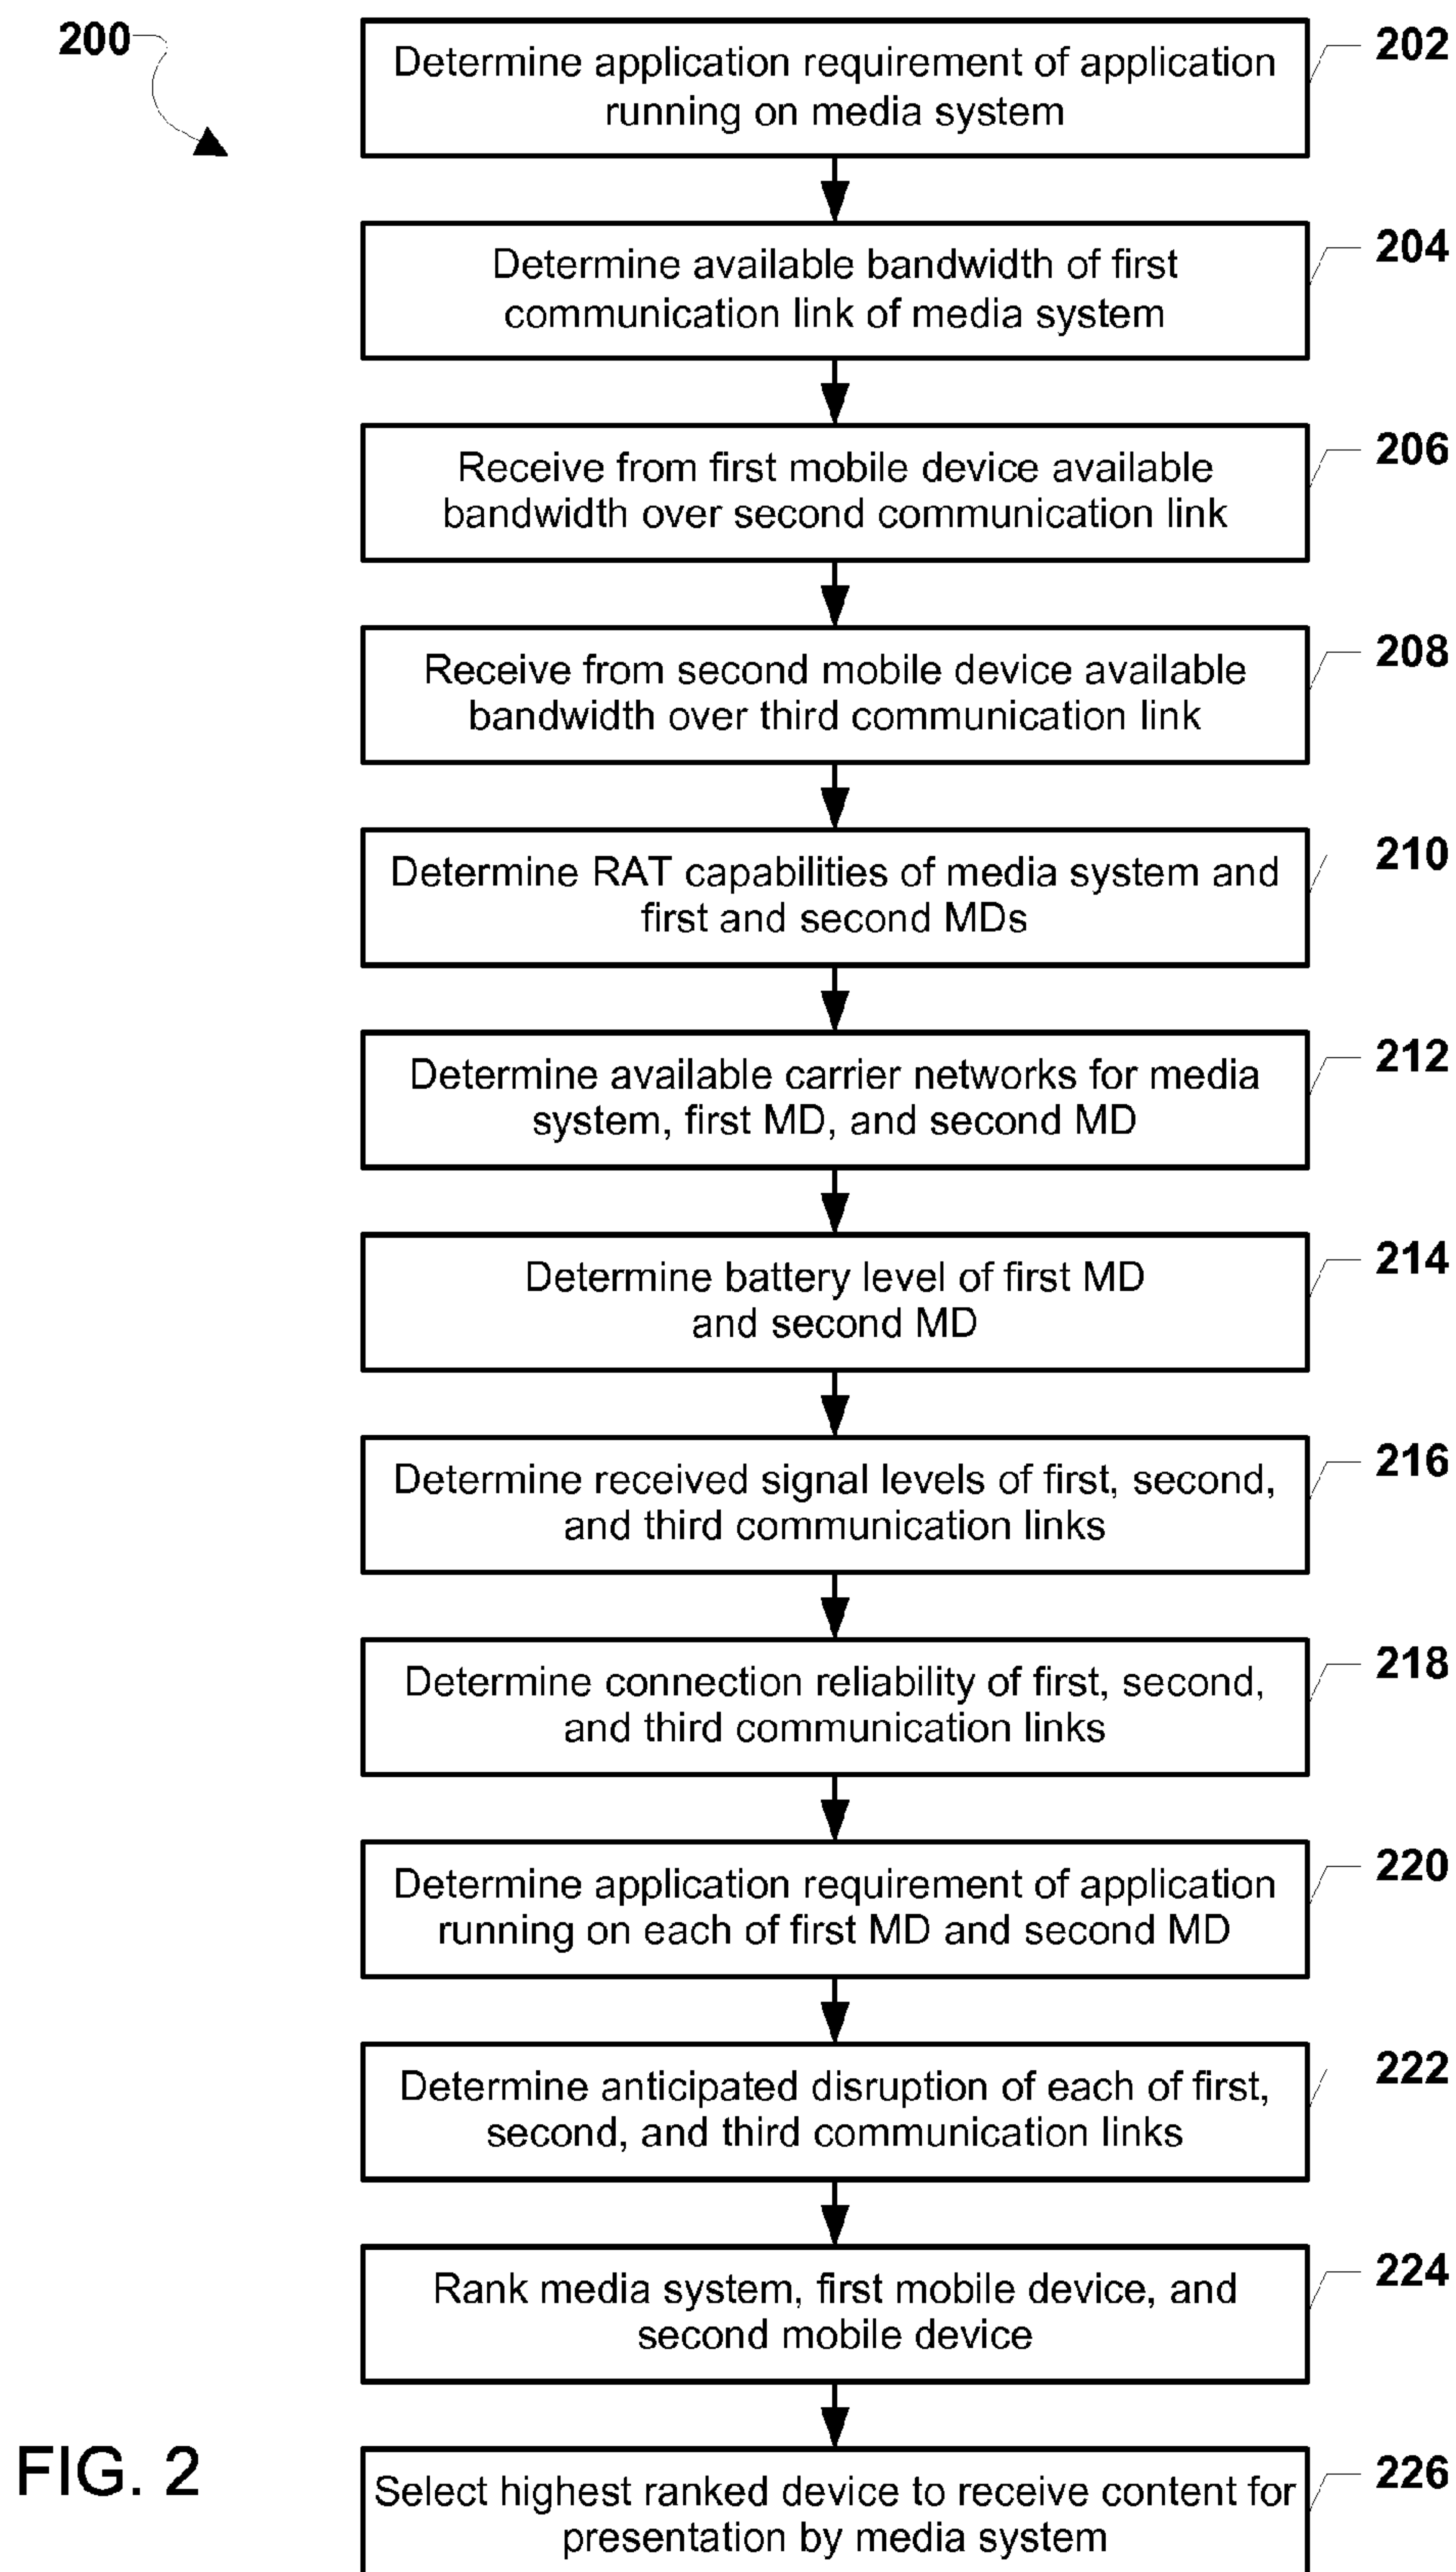 200
Determine application requirement of application
running on media system
202
Determine available bandwidth of first
communication link of media system
204
Receive from first mobile device available
bandwidth over second communication link
206
Receive from second mobile device available
bandwidth over third communication link
208
Determine RAT capabilities of media system and
first and second MDs
210
Determine available carrier networks for media
system, first MD, and second MD
212
Determine battery level of first MD
and second MD
214
Determine received signal levels of first, second,
and third communication links
216
Determine connection reliability of first, second,
and third communication links
218
Determine application requirement of application
running on each of first MD and second MD
220
Determine anticipated disruption of each of first,
second, and third communication links
222
Rank media system, first mobile device, and
second mobile device
224
Select highest ranked device to receive content for
presentation by media system
226
FIG. 2